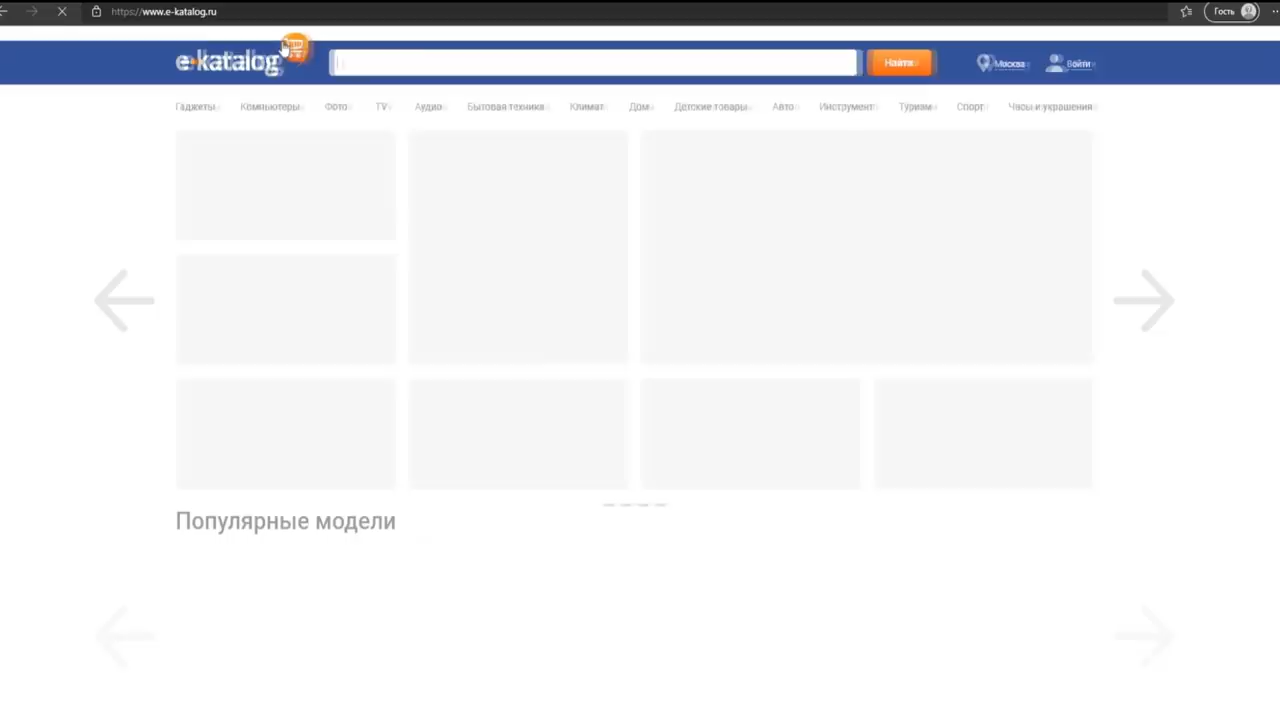 https://www.e-katalog.ru
Гость
e-katalog
Найти
Москва
Войти
Гаджеты
Компьютеры
Фото
TV
Аудио
Бытовая техника
Климат
Дом
Детские товары
Авто
Инструмент
Туризм
Спорт
Часы и украшения
Популярные модели